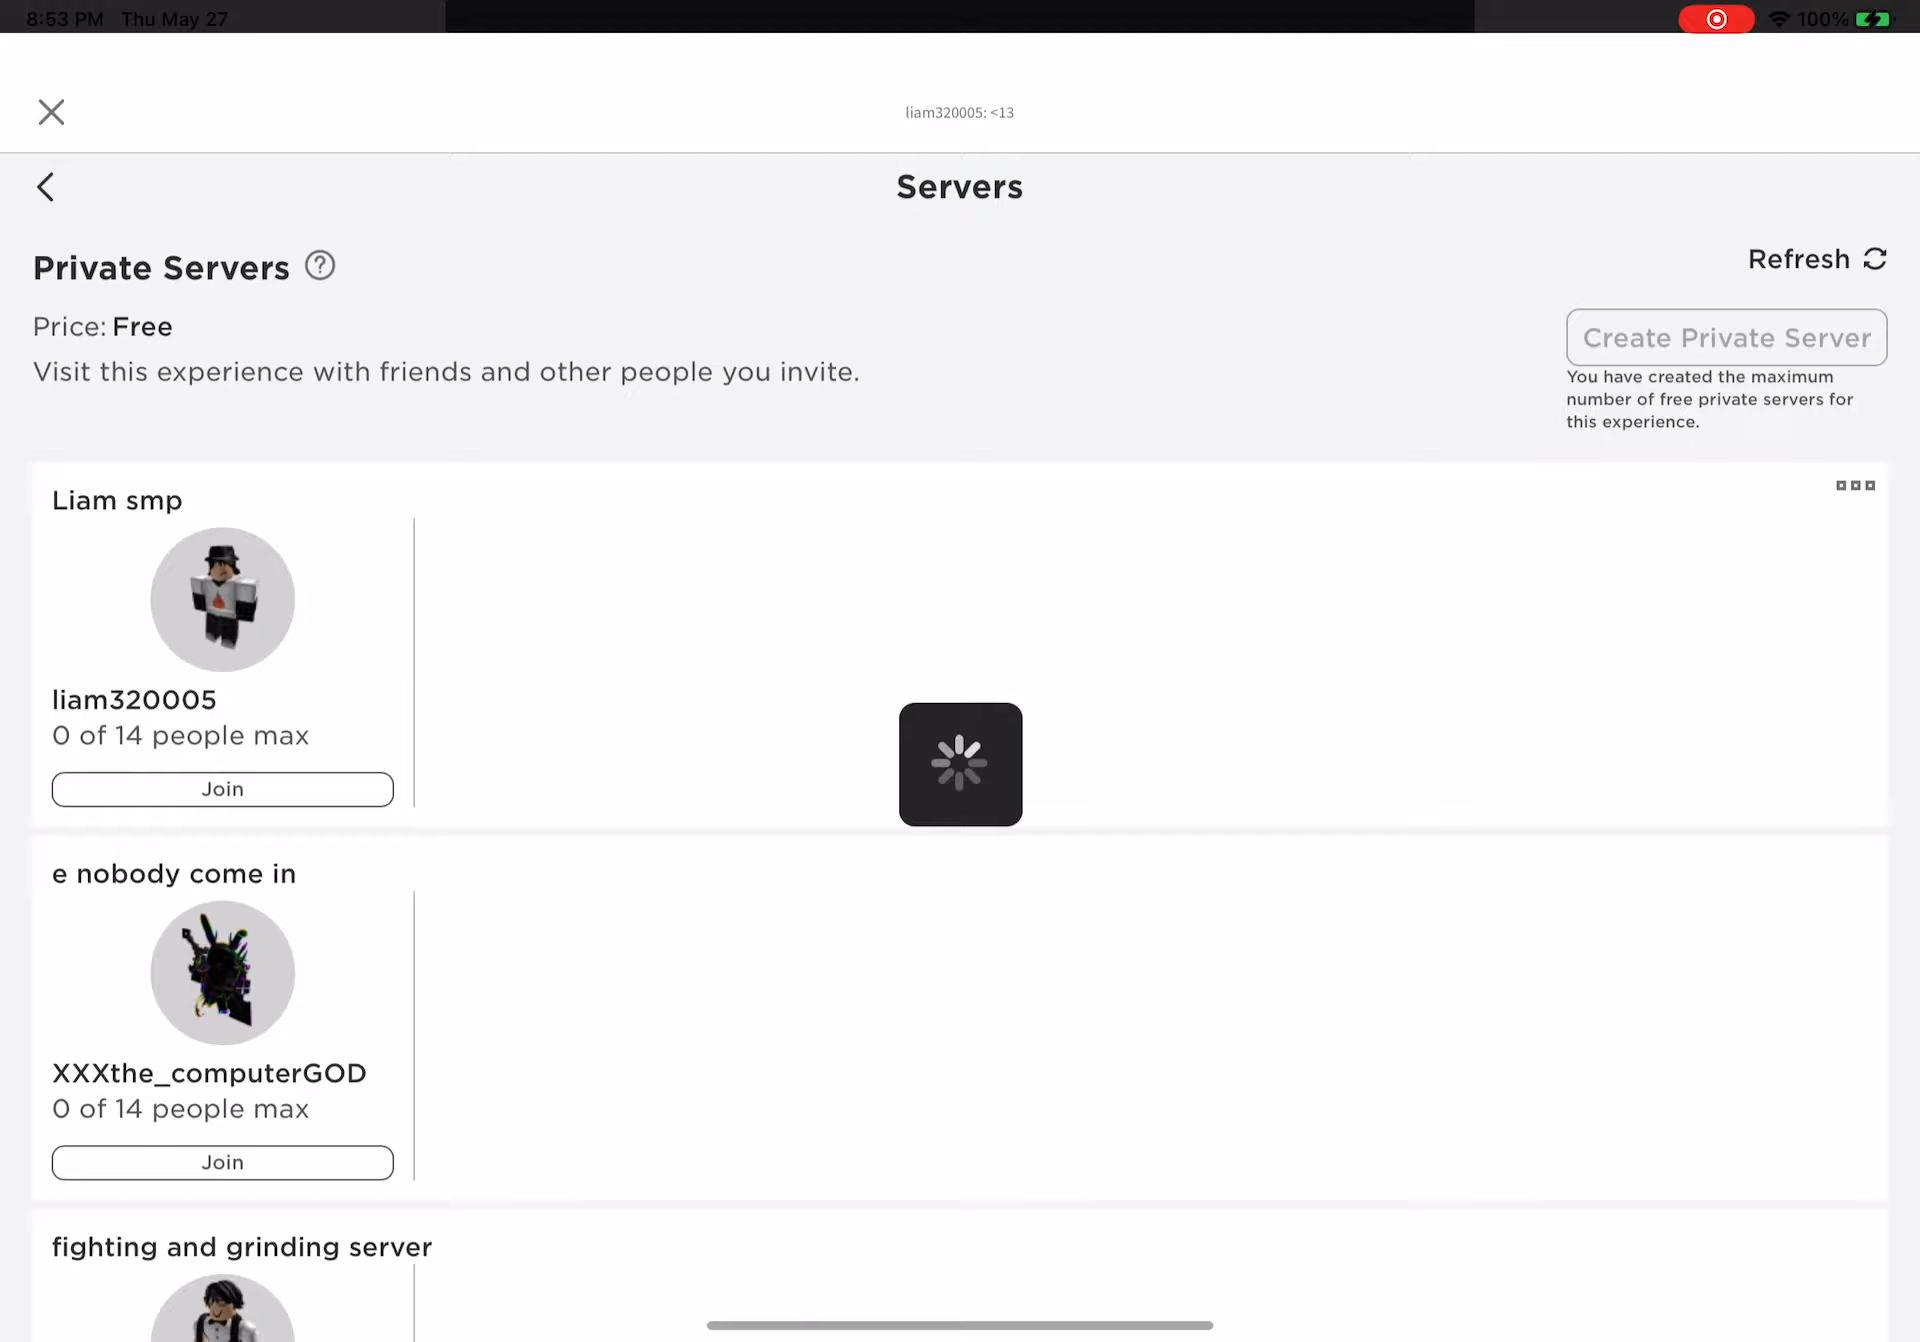 8:53 PM Thu May 27
100%
liam320005: <13
Servers
Private Servers
Refresh
Price: Free
Create Private Server
Visit this experience with friends and other people you invite.
You have created the maximum
number of free private servers for
this experience.
Liam smp
liam320005
0 of 14 people max
Join
e nobody come in
XXXthe_computerGOD
0 of 14 people max
Join
fighting and grinding server